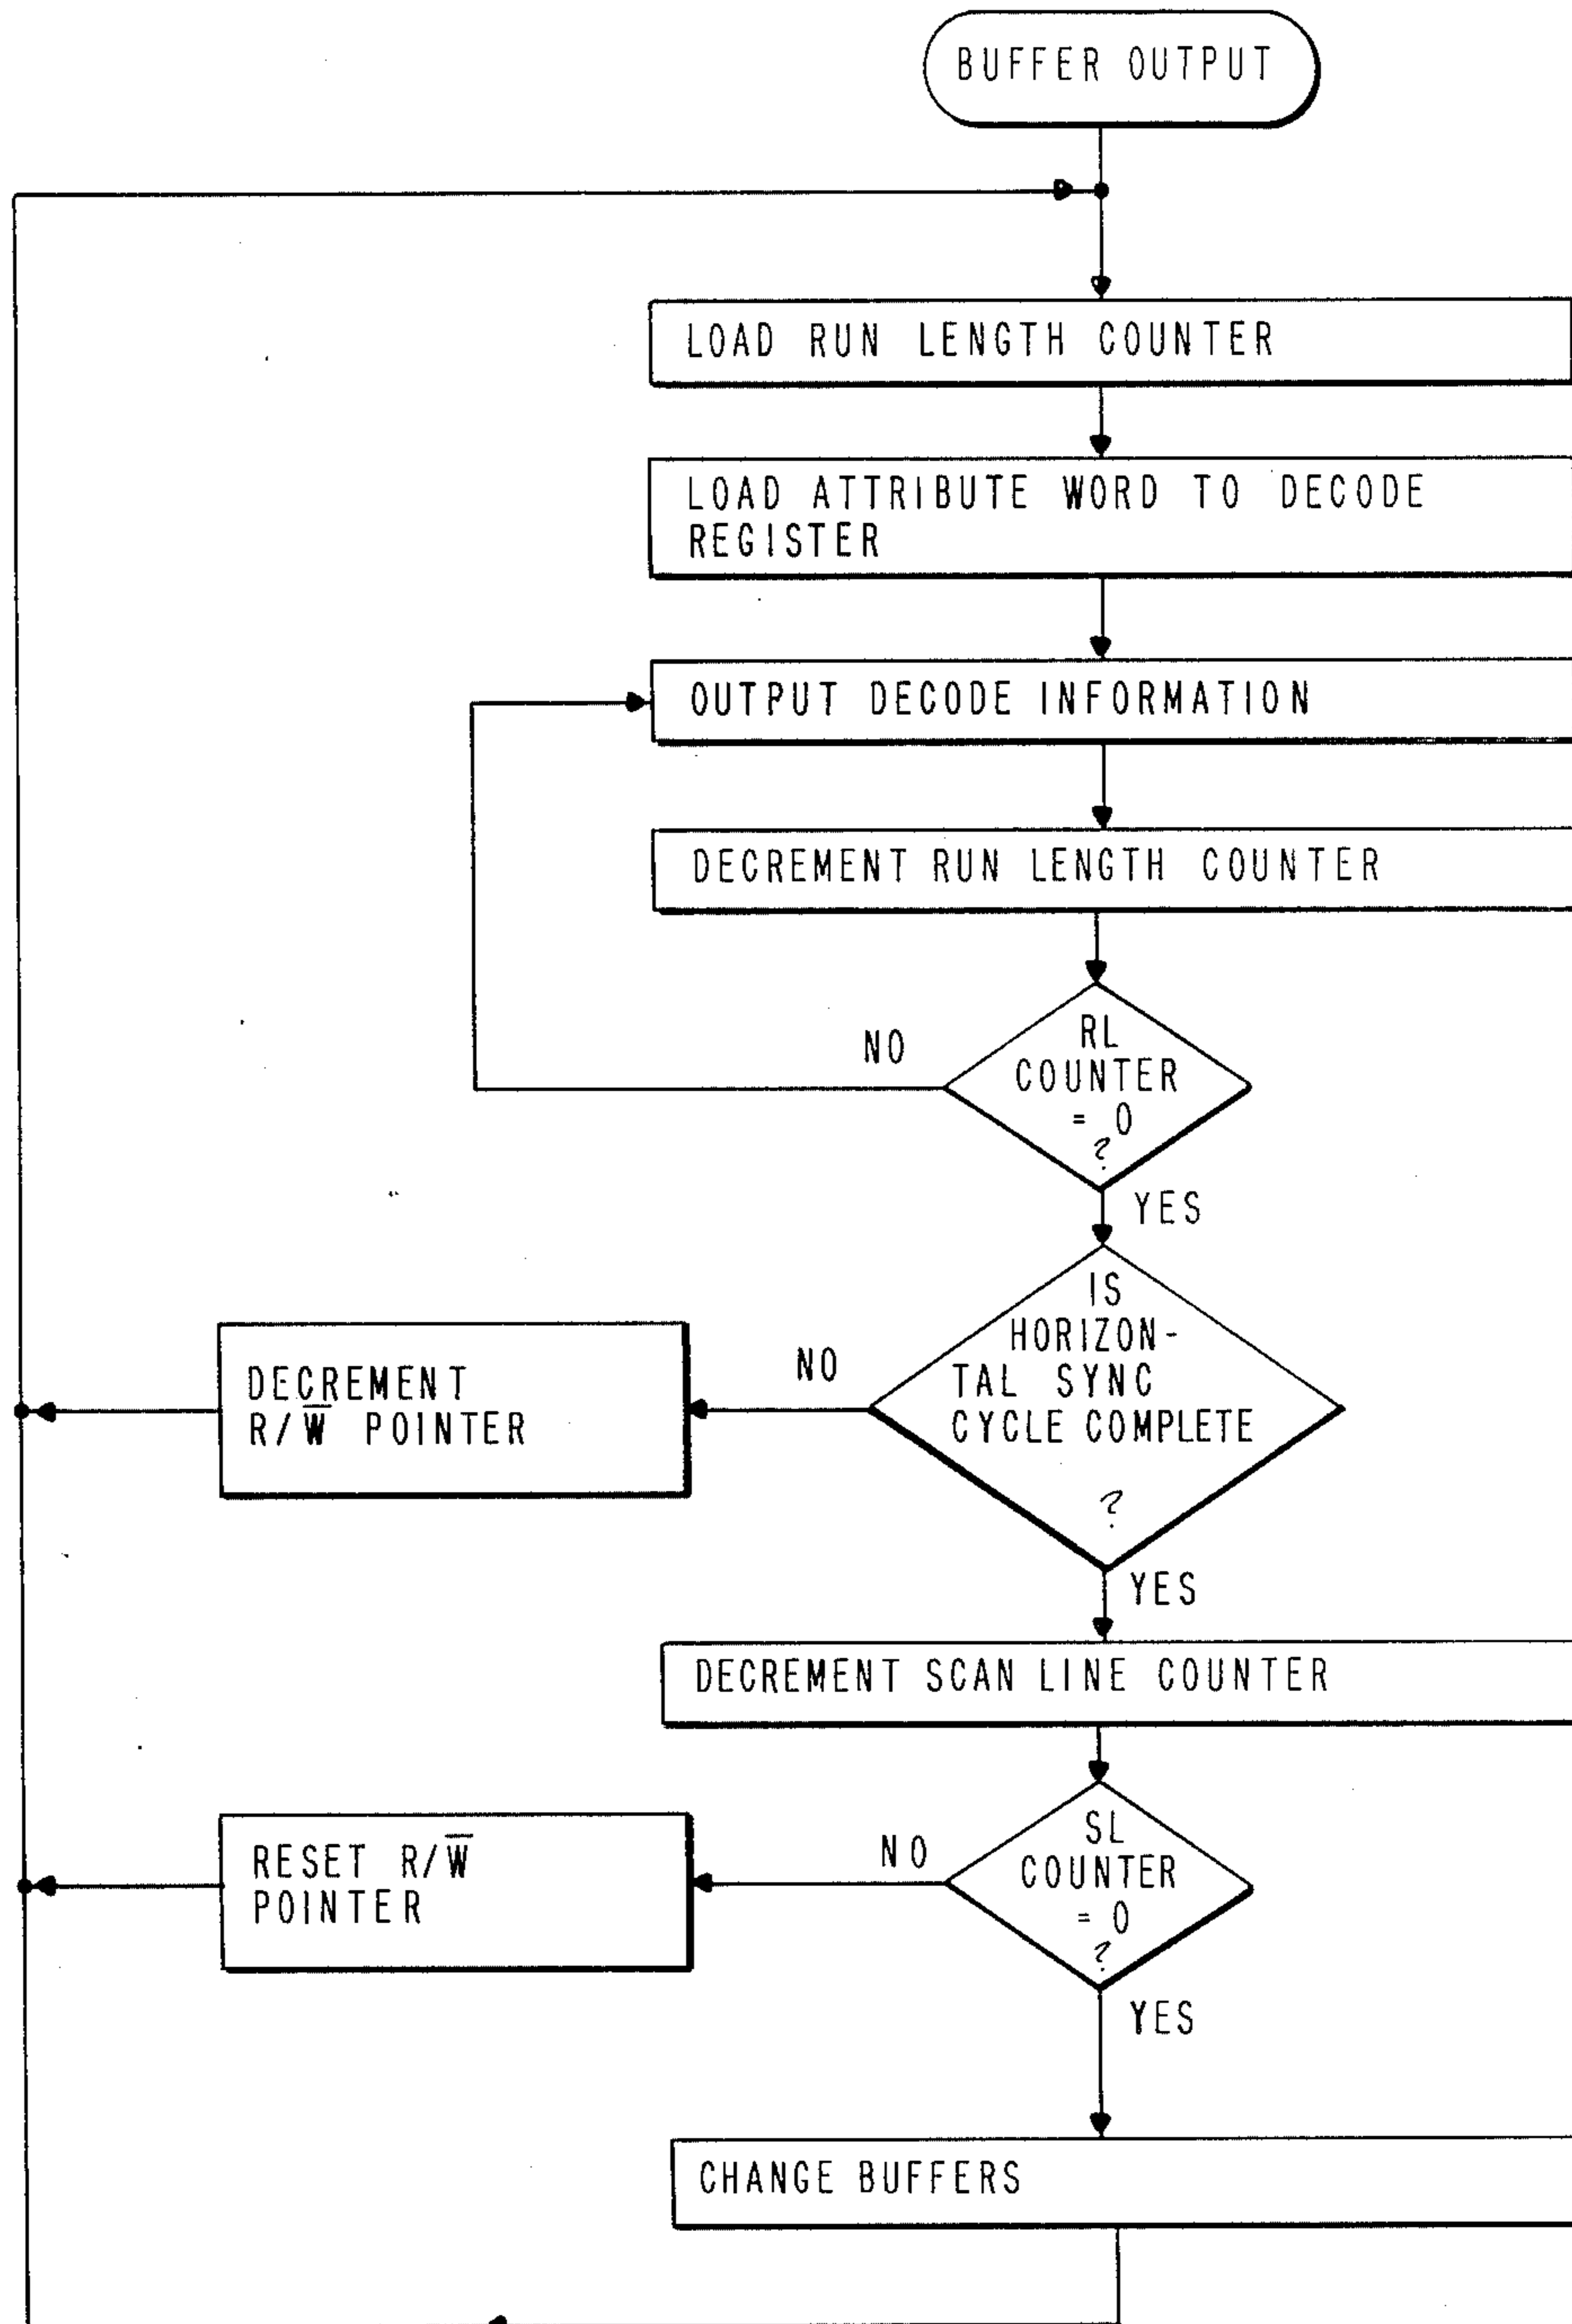 BUFFER OUTPUT
LOAD RUN LENGTH COUNTER
LOAD ATTRIBUTE WORD TO DECODE
REGISTER
OUTPUT DECODE INFORMATION
DECREMENT RUN LENGTH COUNTER
RL
COUNTER
= 0
?
NO
YES
IS
HORIZON-
TAL SYNC
CYCLE COMPLETE
?
NO
DECREMENT
R/W̅ POINTER
YES
DECREMENT SCAN LINE COUNTER
SL
COUNTER
= 0
?
NO
RESET R/W̅
POINTER
YES
CHANGE BUFFERS